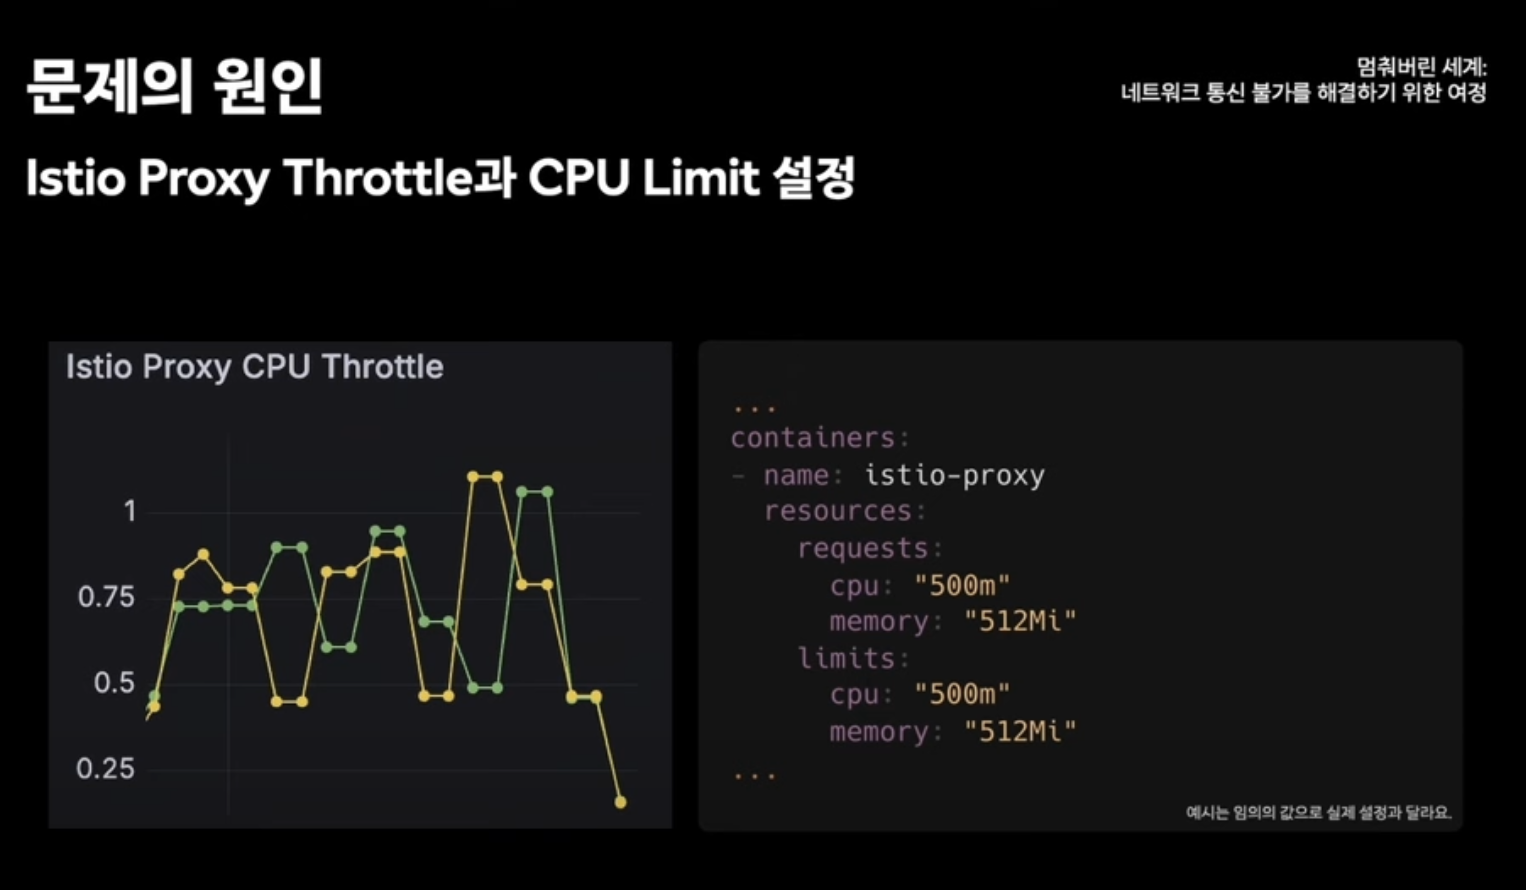 문제의 원인
멈춰버린 세계:
네트워크 통신 불가를 해결하기 위한 여정
Istio Proxy Throttle과 CPU Limit 설정
Istio Proxy CPU Throttle
1
0.75
0.5
0.25
...
containers:
- name: istio-proxy
resources:
requests:
cpu: "500m"
memory: "512Mi"
limits:
cpu: "500m"
memory: "512Mi"
...
예시는 임의의 값으로 실제 설정과 달라요.